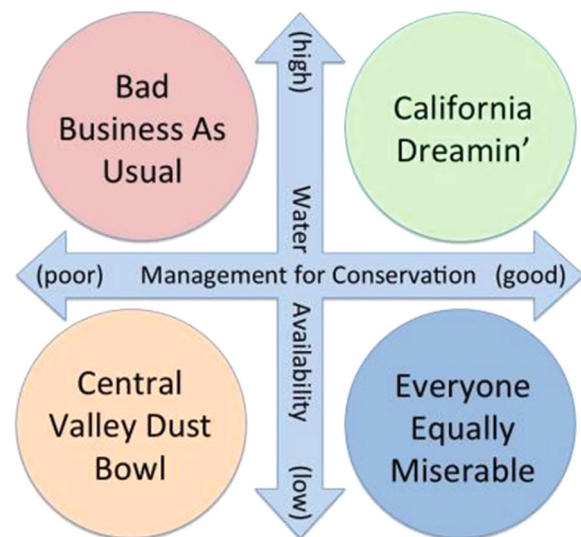 Bad
Business As
Usual
(high)
California
Dreamin’
Water
(poor) Management for Conservation (good)
Availability
Central
Valley Dust
Bowl
(low)
Everyone
Equally
Miserable